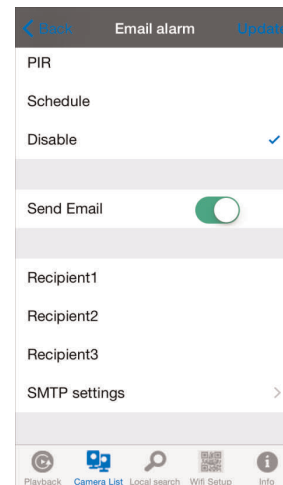 Back Email alarm Update
PIR
Schedule
Disable
Send Email
Recipient1
Recipient2
Recipient3
SMTP settings
Playback Camera List Local search Wifi Setup Info